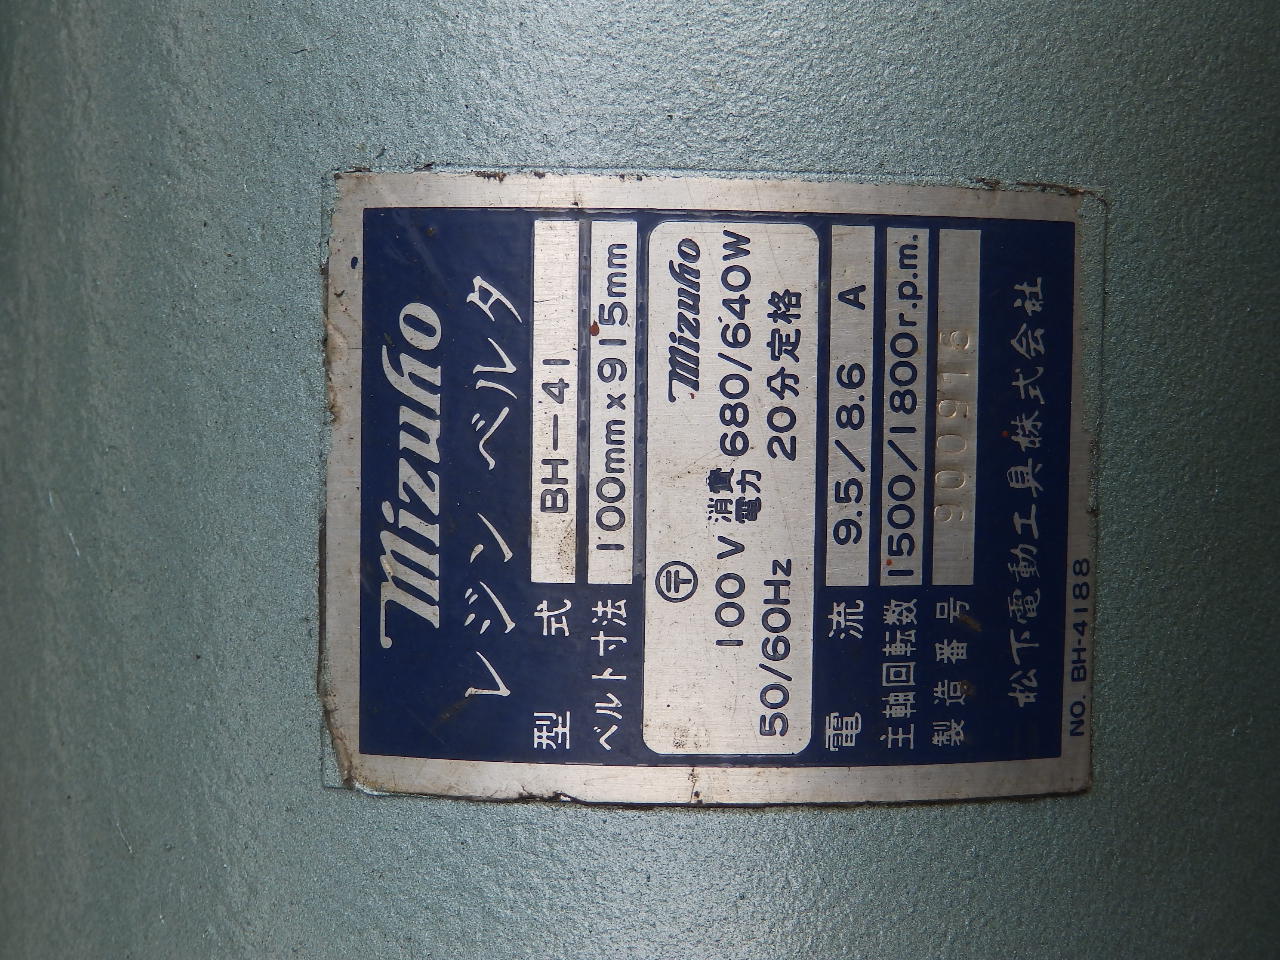 Mizuho
レジンベルタ
型式 BH-41
ベルト寸法 100mm×915mm
〒 Mizuho
100V 消費電力 680/640W
50/60Hz 20分定格
電流 9.5/8.6 A
主軸回転数 1500/1800r.p.m.
製造番号 900915
松下電動工具株式会社
NO. BH-4188